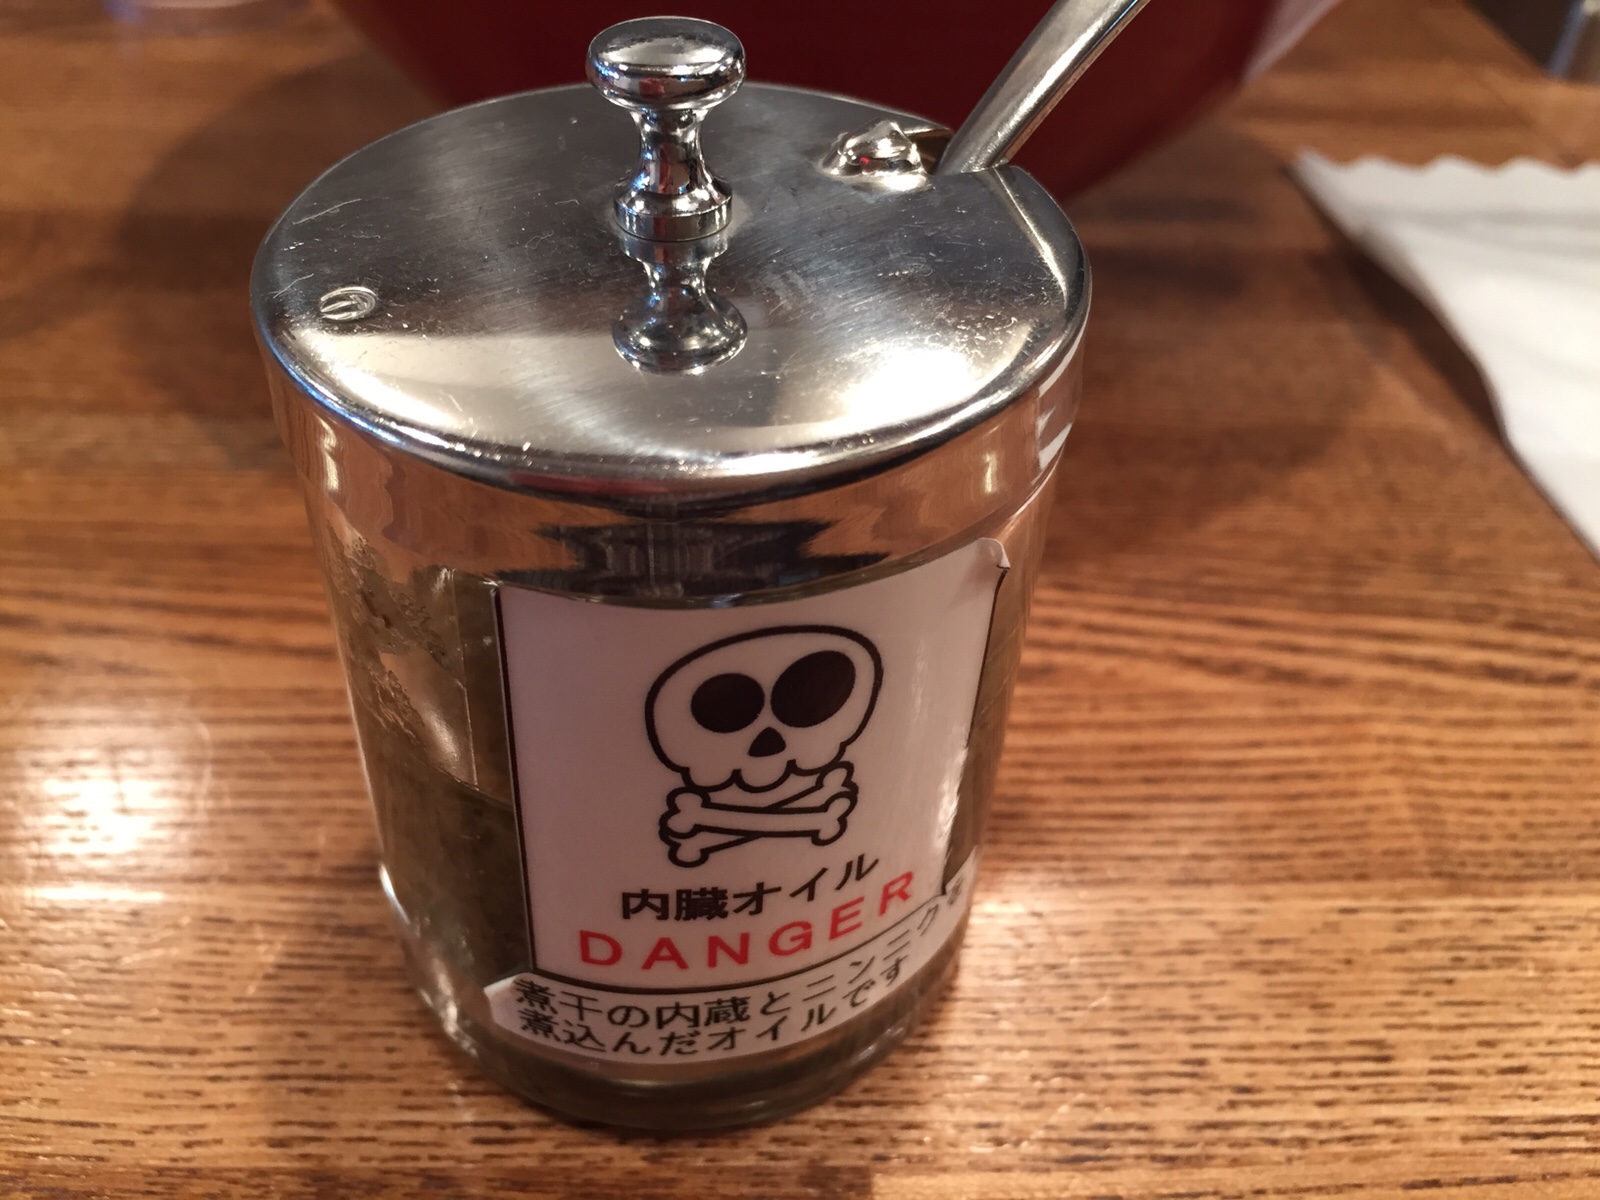 内臓オイル
DANGER
煮干の内蔵とニンニクを
煮込んだオイルです